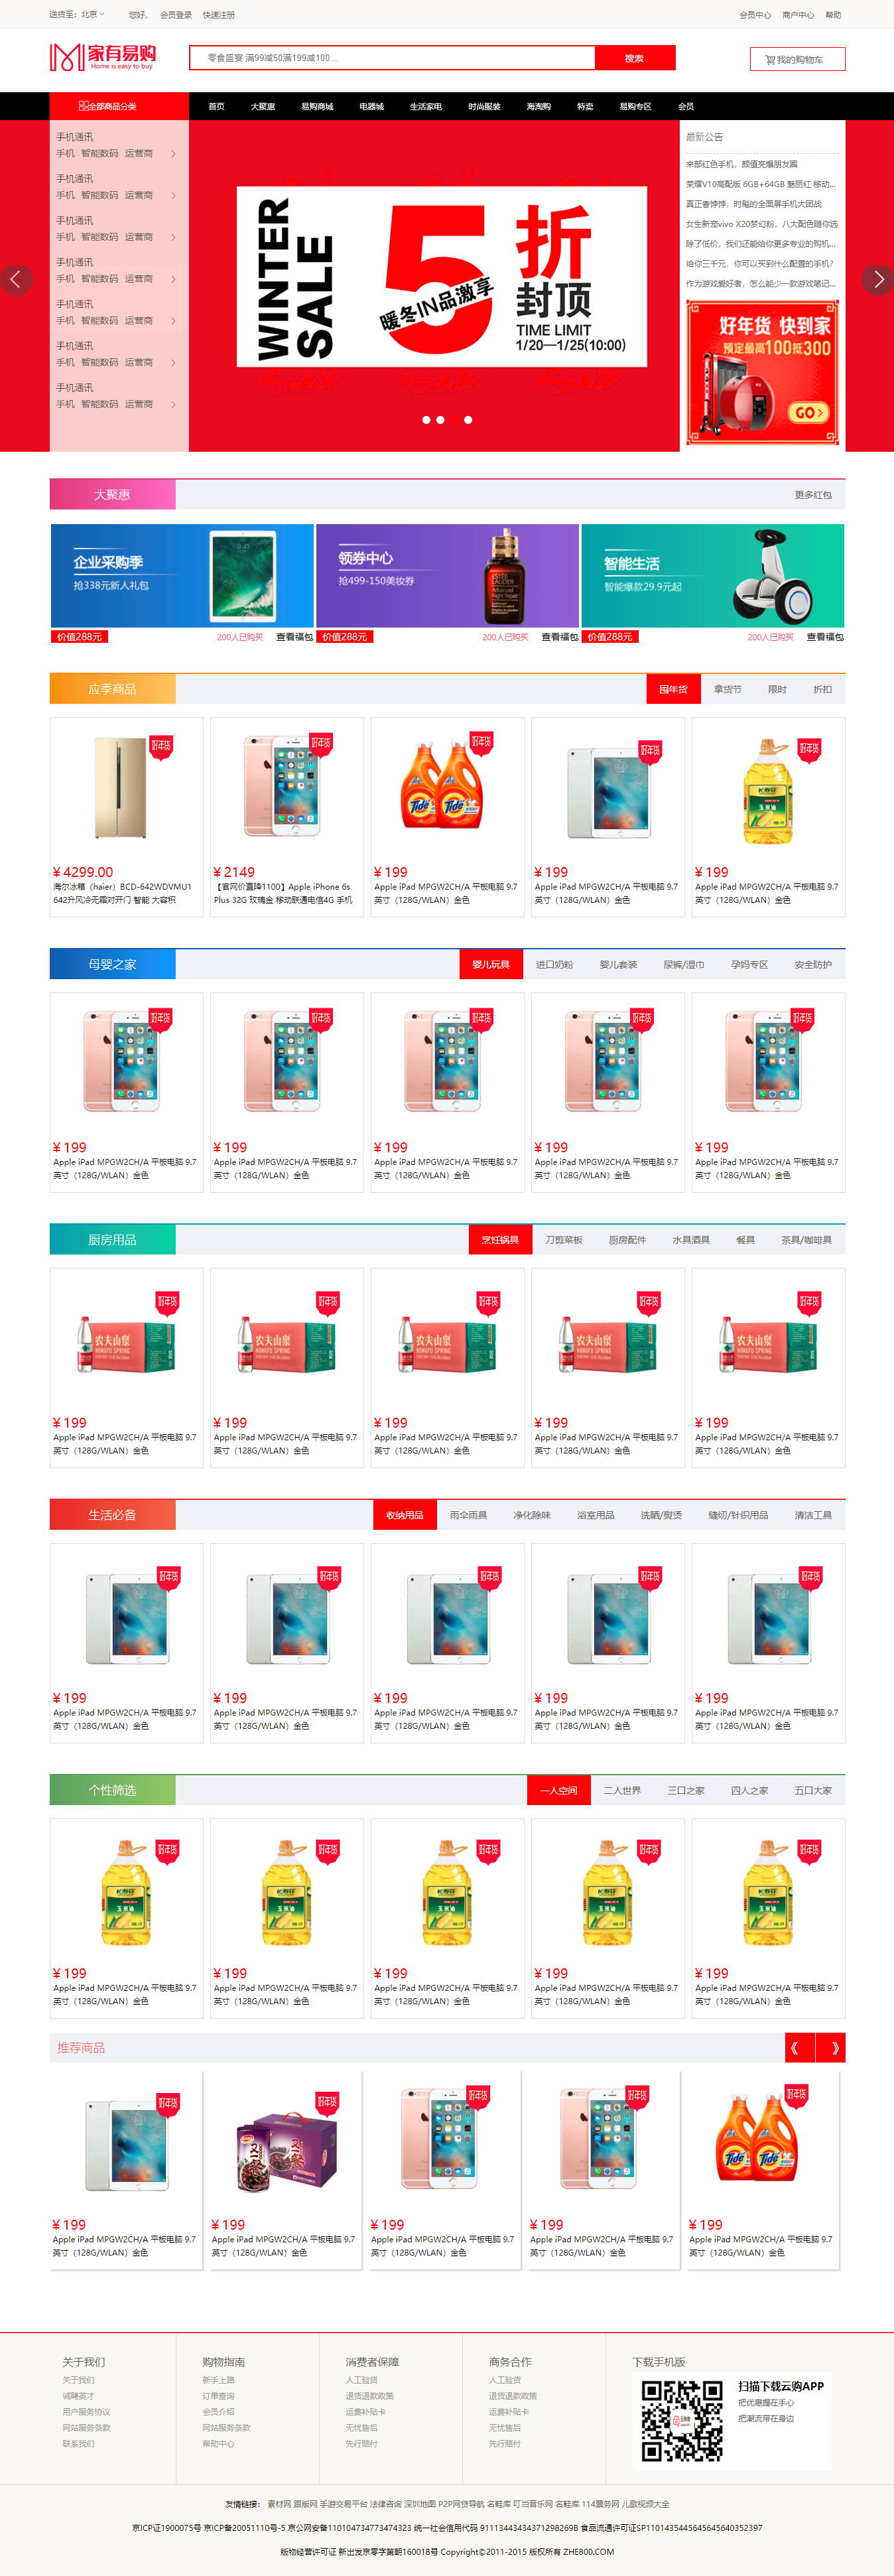 送货至：北京 您好， 会员登录 快速注册 会员中心 商户中心 帮助
家有易购
Home is easy to buy
零食盛宴 满99减50满199减100... 搜索 我的购物车
全部商品分类 首页 大聚惠 易购商城 电器城 生活家电 时尚服装 海淘购 特卖 易购专区 会员
手机通讯
手机 智能数码 运营商
手机通讯
手机 智能数码 运营商
手机通讯
手机 智能数码 运营商
手机通讯
手机 智能数码 运营商
手机通讯
手机 智能数码 运营商
手机通讯
手机 智能数码 运营商
手机通讯
手机 智能数码 运营商
WINTER
SALE
暖冬IN品激享
5折
封顶
TIME LIMIT
1/20—1/25(10:00)
最新公告
来部红色手机，颜值亮爆朋友圈
荣耀V10高配版 6GB+64GB 魅丽红 移动...
真正香饽饽，时髦的全面屏手机大团战
女生新宠vivo X20梦幻粉，八大配色随你选
除了低价，我们还能给你更多专业的购机...
给你三千元，你可以买到什么配置的手机？
作为游戏爱好者，怎么能少一款游戏笔记...
好年货 快到家
预定最高100抵300
GO
大聚惠 更多红包
企业采购季
抢338元新人礼包
领券中心
抢499-150美妆券
智能生活
智能爆款29.9元起
价值288元 200人已购买 查看福包
价值288元 200人已购买 查看福包
价值288元 200人已购买 查看福包
应季商品 囤年货 拿货节 限时 折扣
好年货
好年货
好年货
好年货
好年货
¥ 4299.00
海尔冰箱（haier）BCD-642WDVMU1
642升风冷无霜对开门 智能 大容积
¥ 2149
【官网价直降1100】Apple iPhone 6s
Plus 32G 玫瑰金 移动联通电信4G 手机
¥ 199
Apple iPad MPGW2CH/A 平板电脑 9.7
英寸（128G/WLAN）金色
¥ 199
Apple iPad MPGW2CH/A 平板电脑 9.7
英寸（128G/WLAN）金色
¥ 199
Apple iPad MPGW2CH/A 平板电脑 9.7
英寸（128G/WLAN）金色
母婴之家 婴儿玩具 进口奶粉 婴儿套装 尿裤/湿巾 孕妈专区 安全防护
好年货
好年货
好年货
好年货
好年货
¥ 199
Apple iPad MPGW2CH/A 平板电脑 9.7
英寸（128G/WLAN）金色
¥ 199
Apple iPad MPGW2CH/A 平板电脑 9.7
英寸（128G/WLAN）金色
¥ 199
Apple iPad MPGW2CH/A 平板电脑 9.7
英寸（128G/WLAN）金色
¥ 199
Apple iPad MPGW2CH/A 平板电脑 9.7
英寸（128G/WLAN）金色
¥ 199
Apple iPad MPGW2CH/A 平板电脑 9.7
英寸（128G/WLAN）金色
厨房用品 烹饪锅具 刀剪菜板 厨房配件 水具酒具 餐具 茶具/咖啡具
好年货
好年货
好年货
好年货
好年货
¥ 199
Apple iPad MPGW2CH/A 平板电脑 9.7
英寸（128G/WLAN）金色
¥ 199
Apple iPad MPGW2CH/A 平板电脑 9.7
英寸（128G/WLAN）金色
¥ 199
Apple iPad MPGW2CH/A 平板电脑 9.7
英寸（128G/WLAN）金色
¥ 199
Apple iPad MPGW2CH/A 平板电脑 9.7
英寸（128G/WLAN）金色
¥ 199
Apple iPad MPGW2CH/A 平板电脑 9.7
英寸（128G/WLAN）金色
生活必备 收纳用品 雨伞雨具 净化除味 浴室用品 洗晒/熨烫 缝纫/针织用品 清洁工具
好年货
好年货
好年货
好年货
好年货
¥ 199
Apple iPad MPGW2CH/A 平板电脑 9.7
英寸（128G/WLAN）金色
¥ 199
Apple iPad MPGW2CH/A 平板电脑 9.7
英寸（128G/WLAN）金色
¥ 199
Apple iPad MPGW2CH/A 平板电脑 9.7
英寸（128G/WLAN）金色
¥ 199
Apple iPad MPGW2CH/A 平板电脑 9.7
英寸（128G/WLAN）金色
¥ 199
Apple iPad MPGW2CH/A 平板电脑 9.7
英寸（128G/WLAN）金色
个性筛选 一人空间 二人世界 三口之家 四人之家 五口大家
好年货
好年货
好年货
好年货
好年货
¥ 199
Apple iPad MPGW2CH/A 平板电脑 9.7
英寸（128G/WLAN）金色
¥ 199
Apple iPad MPGW2CH/A 平板电脑 9.7
英寸（128G/WLAN）金色
¥ 199
Apple iPad MPGW2CH/A 平板电脑 9.7
英寸（128G/WLAN）金色
¥ 199
Apple iPad MPGW2CH/A 平板电脑 9.7
英寸（128G/WLAN）金色
¥ 199
Apple iPad MPGW2CH/A 平板电脑 9.7
英寸（128G/WLAN）金色
推荐商品 《 》
好年货
好年货
好年货
好年货
好年货
¥ 199
Apple iPad MPGW2CH/A 平板电脑 9.7
英寸（128G/WLAN）金色
¥ 199
Apple iPad MPGW2CH/A 平板电脑 9.7
英寸（128G/WLAN）金色
¥ 199
Apple iPad MPGW2CH/A 平板电脑 9.7
英寸（128G/WLAN）金色
¥ 199
Apple iPad MPGW2CH/A 平板电脑 9.7
英寸（128G/WLAN）金色
¥ 199
Apple iPad MPGW2CH/A 平板电脑 9.7
英寸（128G/WLAN）金色
关于我们
关于我们
诚聘英才
用户服务协议
网站服务条款
联系我们
购物指南
新手上路
订单查询
会员介绍
网站服务条款
帮助中心
消费者保障
人工验货
退货退款政策
运费补贴卡
无忧售后
先行赔付
商务合作
人工验货
退货退款政策
运费补贴卡
无忧售后
先行赔付
下载手机版
扫描下载云购APP
把优惠握在手心
把潮流带在身边
友情链接： 素材网 跟版网 手游交易平台 法律咨询 深圳地图 P2P网贷导航 名鞋库 叮当音乐网 名鞋库 114票务网 儿歌视频大全
京ICP证1900075号 京ICP备20051110号-5 京公网安备110104734773474323 统一社会信用代码 91113443434371298269B 食品流通许可证SP1101435445645645640352397
版物经营许可证 新出发京零字第朝160018号 Copyright©2011-2015 版权所有 ZHE800.COM